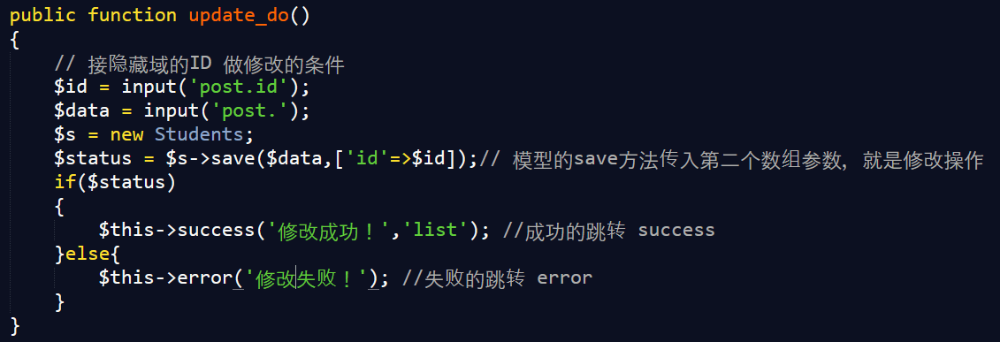 public function update_do()
{
    // 接隐藏域的ID 做修改的条件
    $id = input('post.id');
    $data = input('post.');
    $s = new Students;
    $status = $s->save($data,['id'=>$id]);// 模型的save方法传入第二个数组参数，就是修改操作
    if($status)
    {
        $this->success('修改成功！','list'); //成功的跳转 success
    }else{
        $this->error('修改失败！'); //失败的跳转 error
    }
}